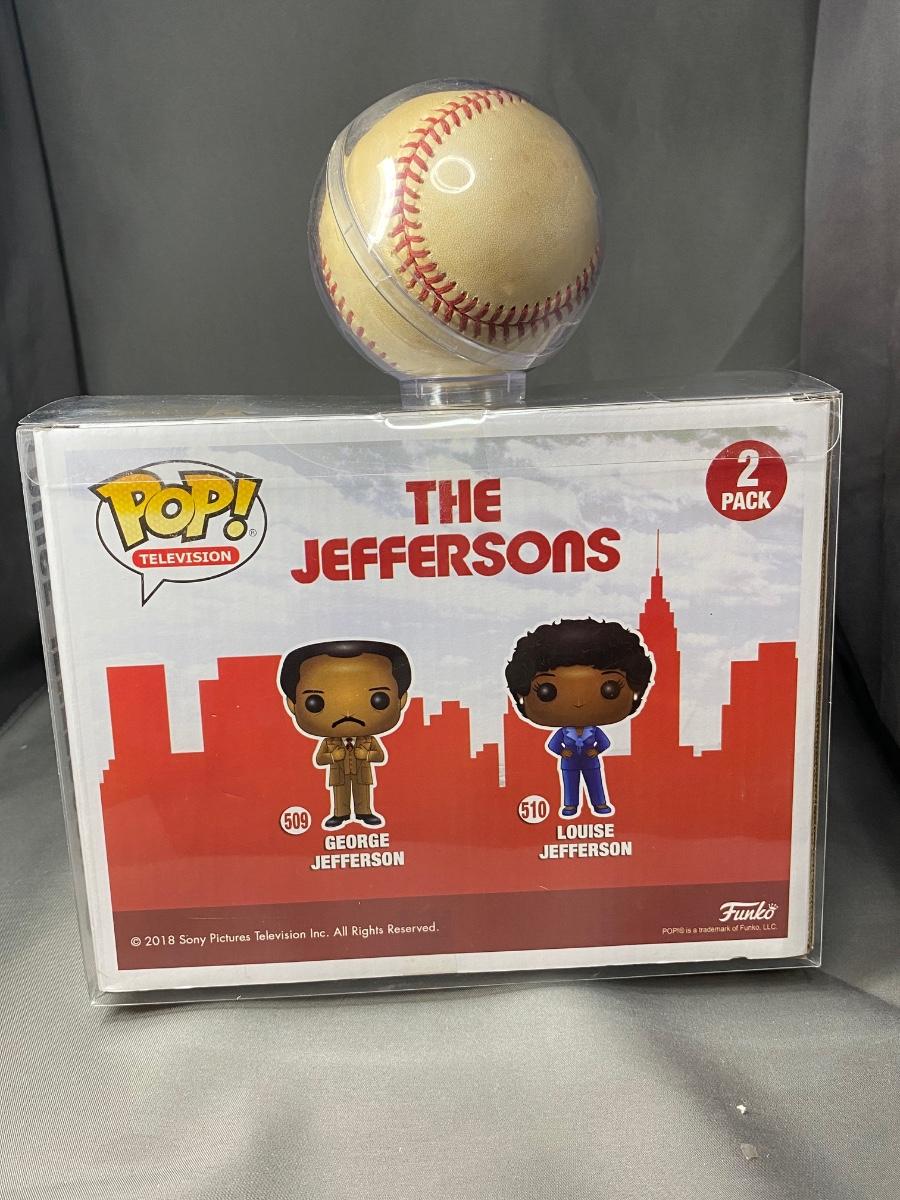 POP!®
TELEVISION
THE
JEFFERSONS
2
PACK
509
GEORGE
JEFFERSON
510
LOUISE
JEFFERSON
© 2018 Sony Pictures Television Inc. All Rights Reserved.
Funko
POP!® is a trademark of Funko, LLC.